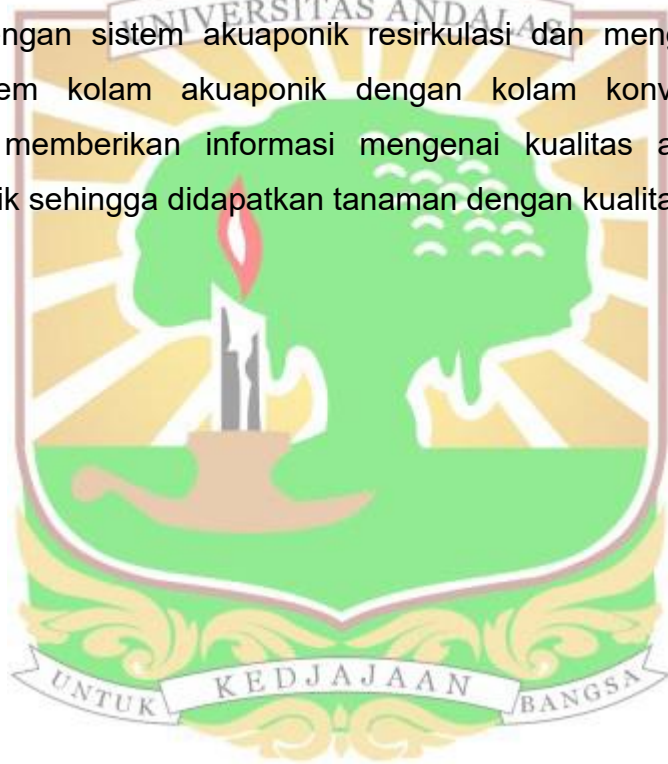 UNIVERSITAS ANDALAS
ngan sistem akuaponik resirkulasi dan meng
em kolam akuaponik dengan kolam konv
memberikan informasi mengenai kualitas a
ik sehingga didapatkan tanaman dengan kualita
UNTUK KEDJAJAAN BANGSA